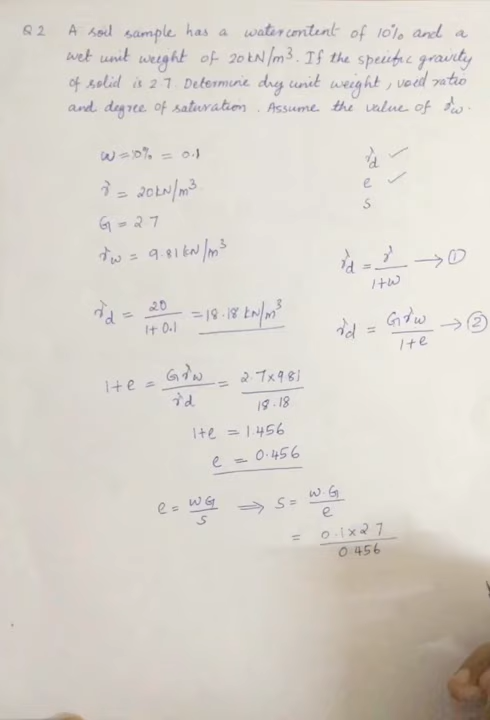 Q2 A soil sample has a water content of 10% and a
wet unit weight of 20 kN/m³. If the specific gravity
of solid is 2.7 Determine dry unit weight, void ratio
and degree of saturation. Assume the value of γw.
w = 10% = 0.1
γd ✓
γ = 20 kN/m³
e ✓
S
G = 2.7
γw = 9.81 kN/m³
γd = γ / 1+w → ①
γd = 20 / 1+0.1 = 18.18 kN/m³
γd = Gγw / 1+e → ②
1+e = Gγw / γd = 2.7×981 / 18.18
1+e = 1.456
e = 0.456
e = wG / S ⟹ S = w.G / e
= 0.1×27 / 0.456